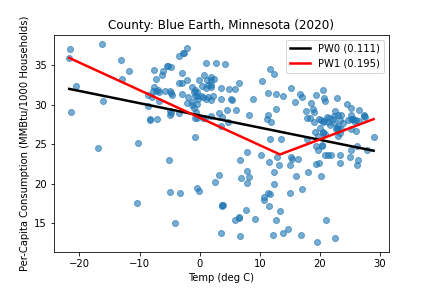 County: Blue Earth, Minnesota (2020)
Per-Capita Consumption (MMBtu/1000 Households)
35
30
25
20
15
PW0 (0.111)
PW1 (0.195)
−20
−10
0
10
20
30
Temp (deg C)